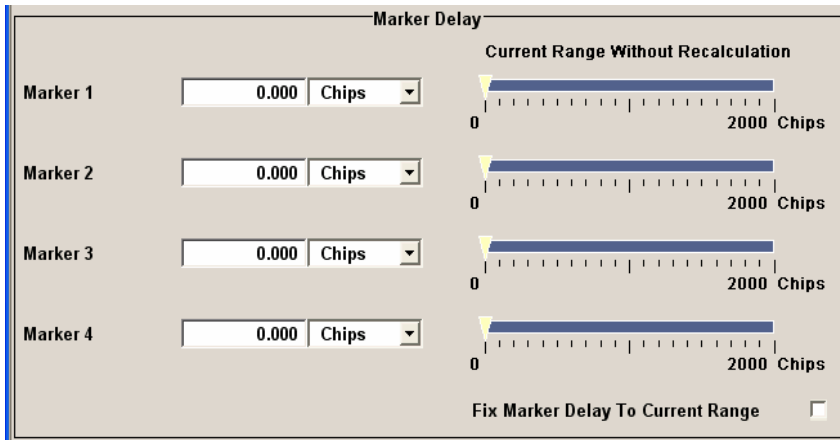 Marker Delay
Current Range Without Recalculation
Marker 1 0.000 Chips
0 2000 Chips
Marker 2 0.000 Chips
0 2000 Chips
Marker 3 0.000 Chips
0 2000 Chips
Marker 4 0.000 Chips
0 2000 Chips
Fix Marker Delay To Current Range